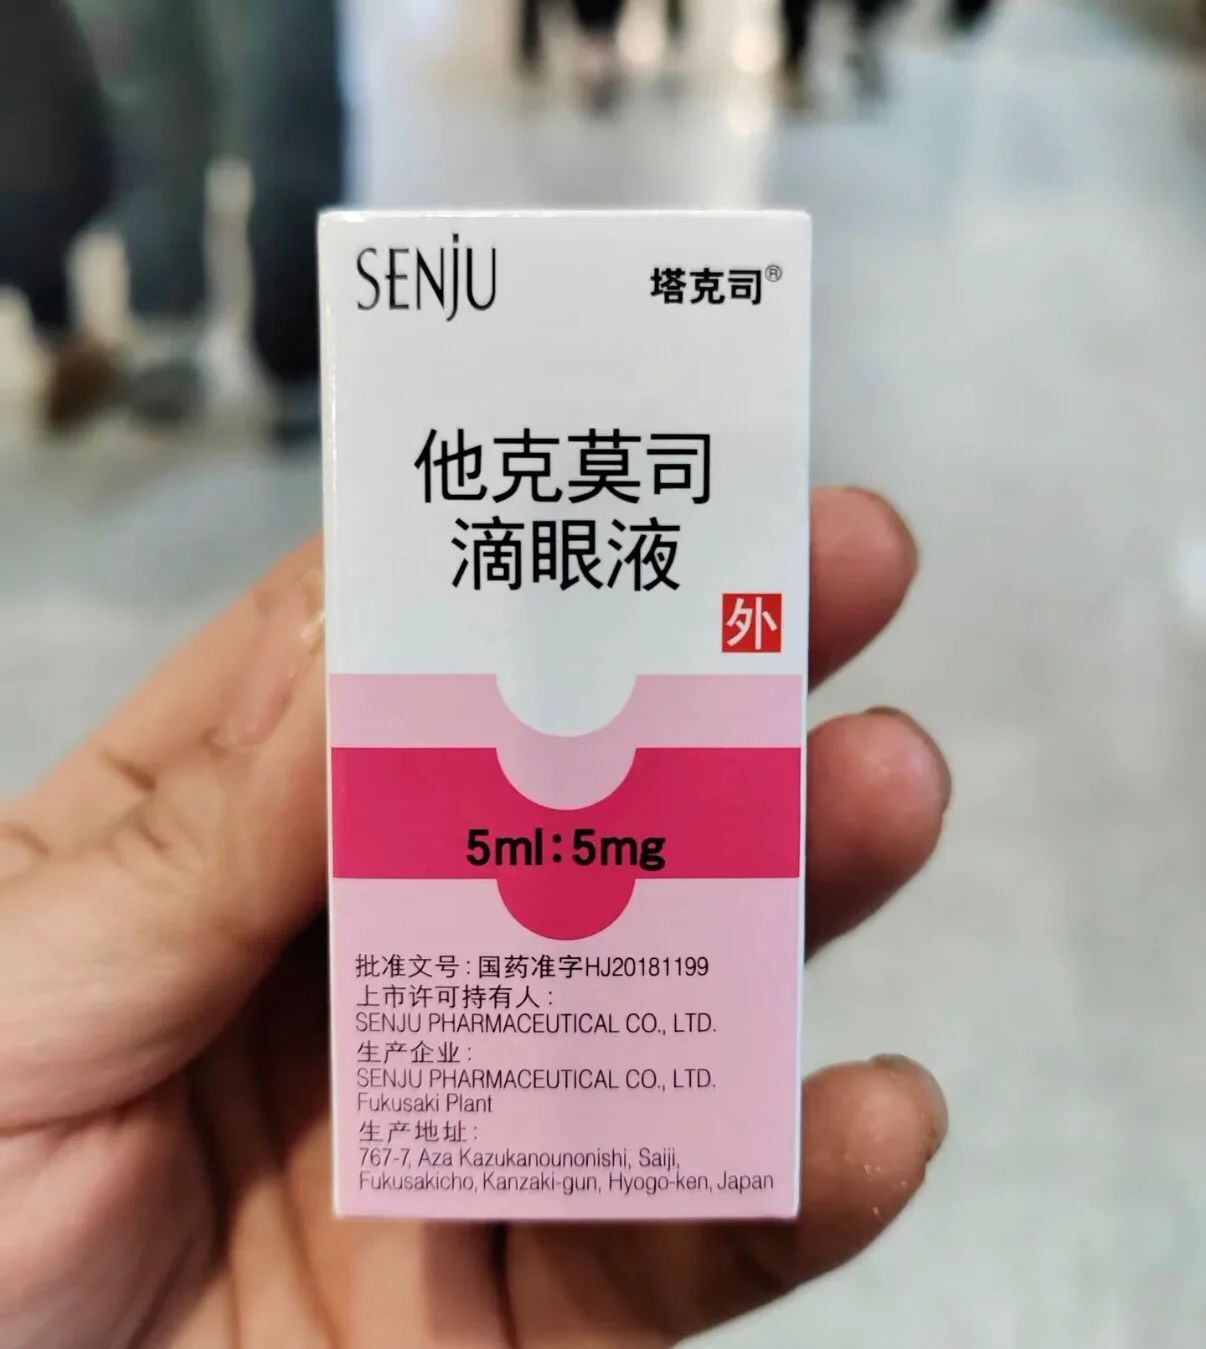 SENJU
塔克司®
他克莫司
滴眼液
外
5ml:5mg
批准文号:国药准字HJ20181199
上市许可持有人:
SENJU PHARMACEUTICAL CO., LTD.
生产企业:
SENJU PHARMACEUTICAL CO., LTD.
Fukusaki Plant
生产地址:
767-7, Aza Kazukanounonishi, Saiji,
Fukusakicho, Kanzaki-gun, Hyogo-ken, Japan